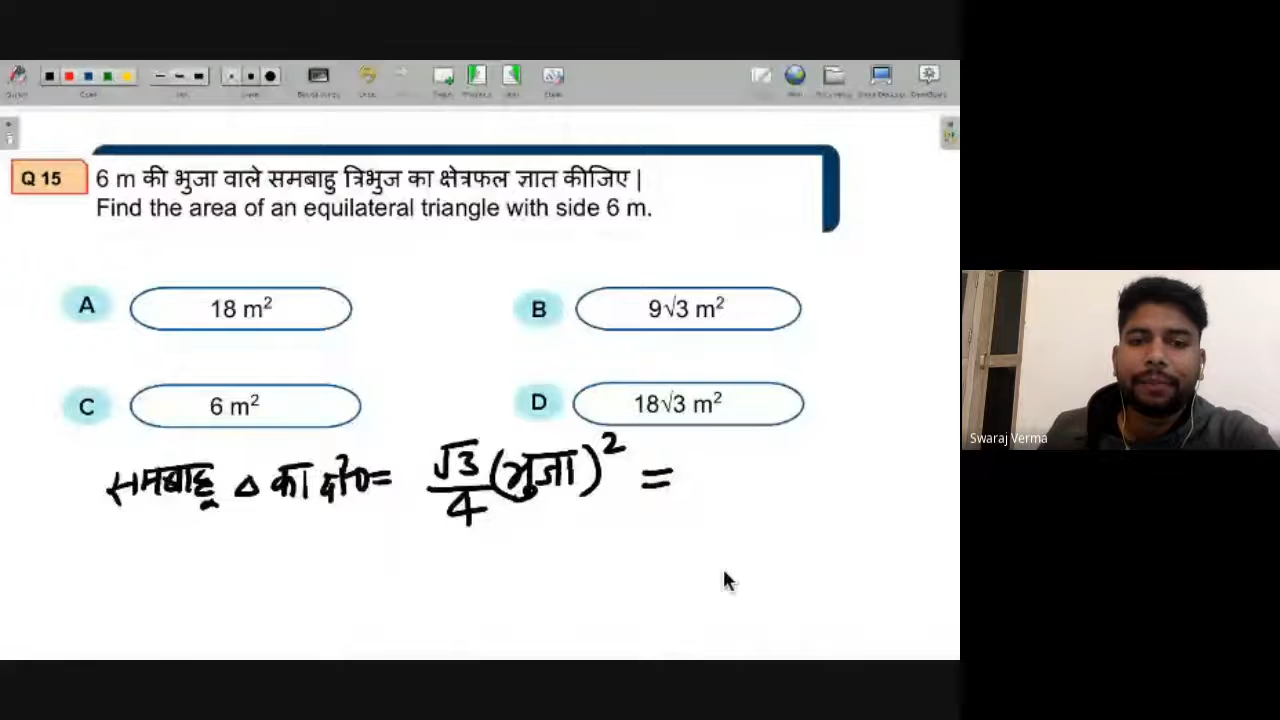 Q 15
6 m की भुजा वाले समबाहु त्रिभुज का क्षेत्रफल ज्ञात कीजिए |
Find the area of an equilateral triangle with side 6 m.
A 18 m² B 9√3 m²
C 6 m² D 18√3 m²
समबाहू △ का क्षे० = √3/4 (भुजा)² =
Swaraj Verma